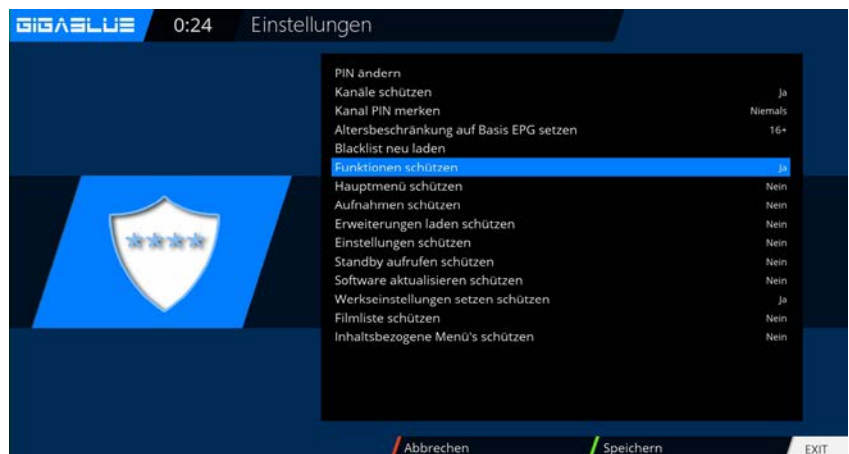 GIGABLUE 0:24 Einstellungen
PIN ändern
Kanäle schützen Ja
Kanal PIN merken Niemals
Altersbeschränkung auf Basis EPG setzen 16+
Blacklist neu laden
Funktionen schützen Ja
Hauptmenü schützen Nein
Aufnahmen schützen Nein
Erweiterungen laden schützen Nein
Einstellungen schützen Nein
Standby aufrufen schützen Nein
Software aktualisieren schützen Nein
Werkseinstellungen setzen schützen Ja
Filmliste schützen Nein
Inhaltsbezogene Menü's schützen Nein
Abbrechen Speichern EXIT